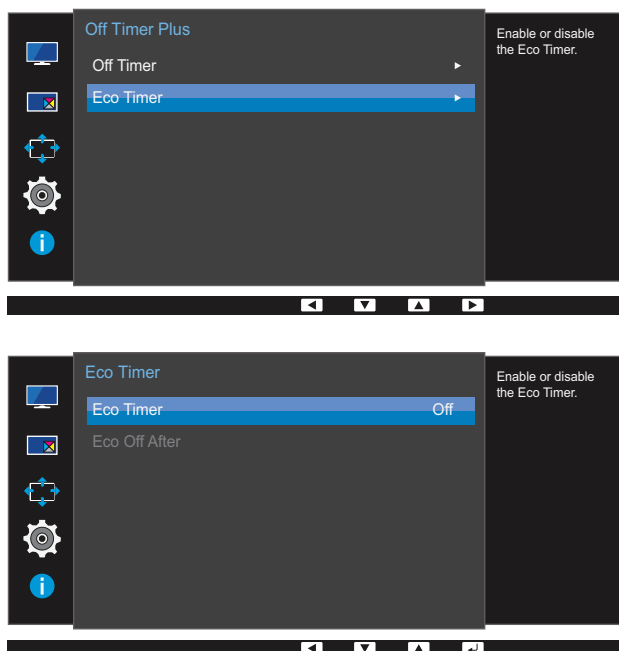 Off Timer Plus
Off Timer
Eco Timer
Enable or disable
the Eco Timer.
Eco Timer
Eco Timer Off
Eco Off After
Enable or disable
the Eco Timer.